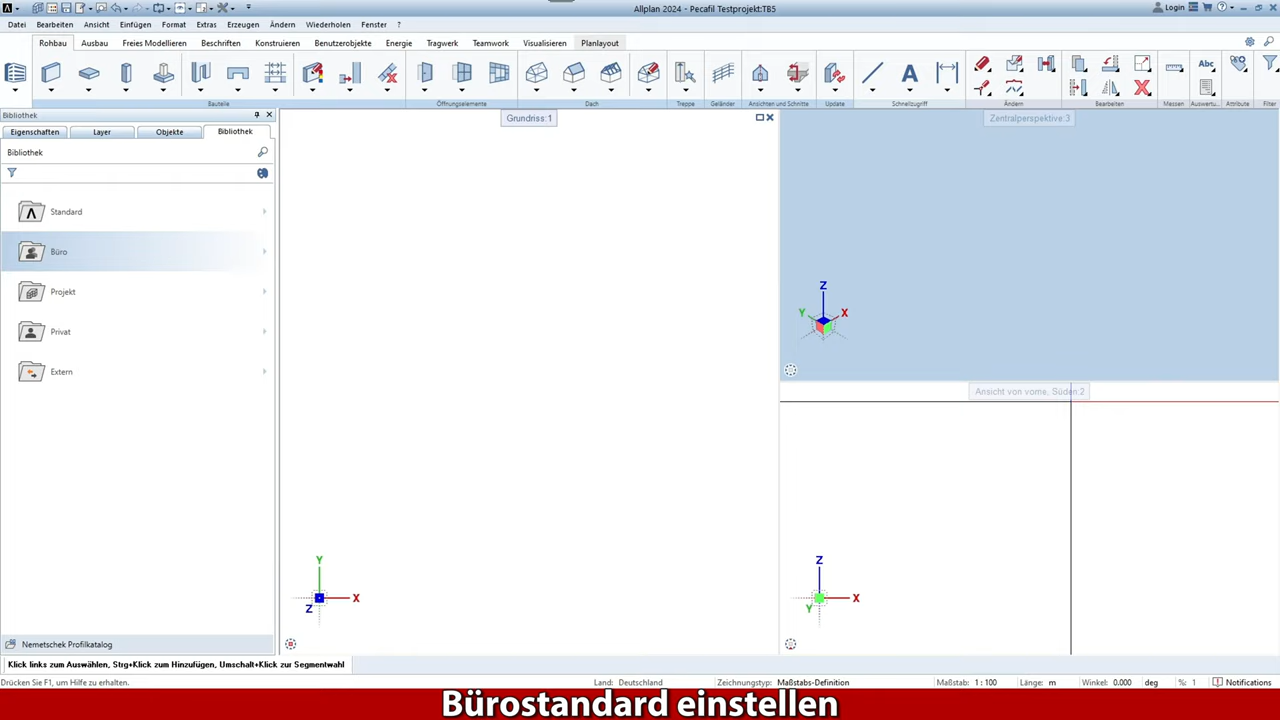 Allplan 2024 - Pecafil Testprojekt:TB5
Login
Datei Bearbeiten Ansicht Einfügen Format Extras Erzeugen Ändern Wiederholen Fenster ?
Rohbau Ausbau Freies Modellieren Beschriften Konstruieren Benutzerobjekte Energie Tragwerk Teamwork Visualisieren Planlayout
A Abc
Bauteile Öffnungselemente Dach Treppe Geländer Ansichten und Schnitte Update Schnellzugriff Ändern Bearbeiten Messen Auswertu... Attribute Filter
Bibliothek
Eigenschaften Layer Objekte Bibliothek
Bibliothek
Standard
Büro
Projekt
Privat
Extern
Nemetschek Profilkatalog
Grundriss:1
Y
X
Z
Zentralperspektive:3
Z
Y X
Ansicht von vorne, Süden:2
Z
X
Y
Klick links zum Auswählen, Strg+Klick zum Hinzufügen, Umschalt+Klick zur Segmentwahl
Drücken Sie F1, um Hilfe zu erhalten. Land: Deutschland Zeichnungstyp: Maßstabs-Definition Maßstab: 1 : 100 Länge: m Winkel: 0.000 deg %: 1 Notifications
Bürostandard einstellen